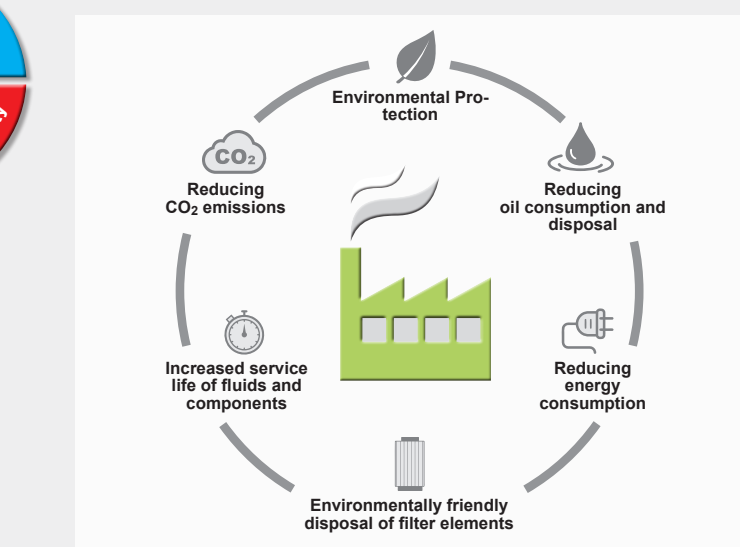 Environmental Pro-
tection
CO₂
Reducing
CO₂ emissions
Reducing
oil consumption and
disposal
Increased service
life of fluids and
components
Reducing
energy
consumption
Environmentally friendly
disposal of filter elements